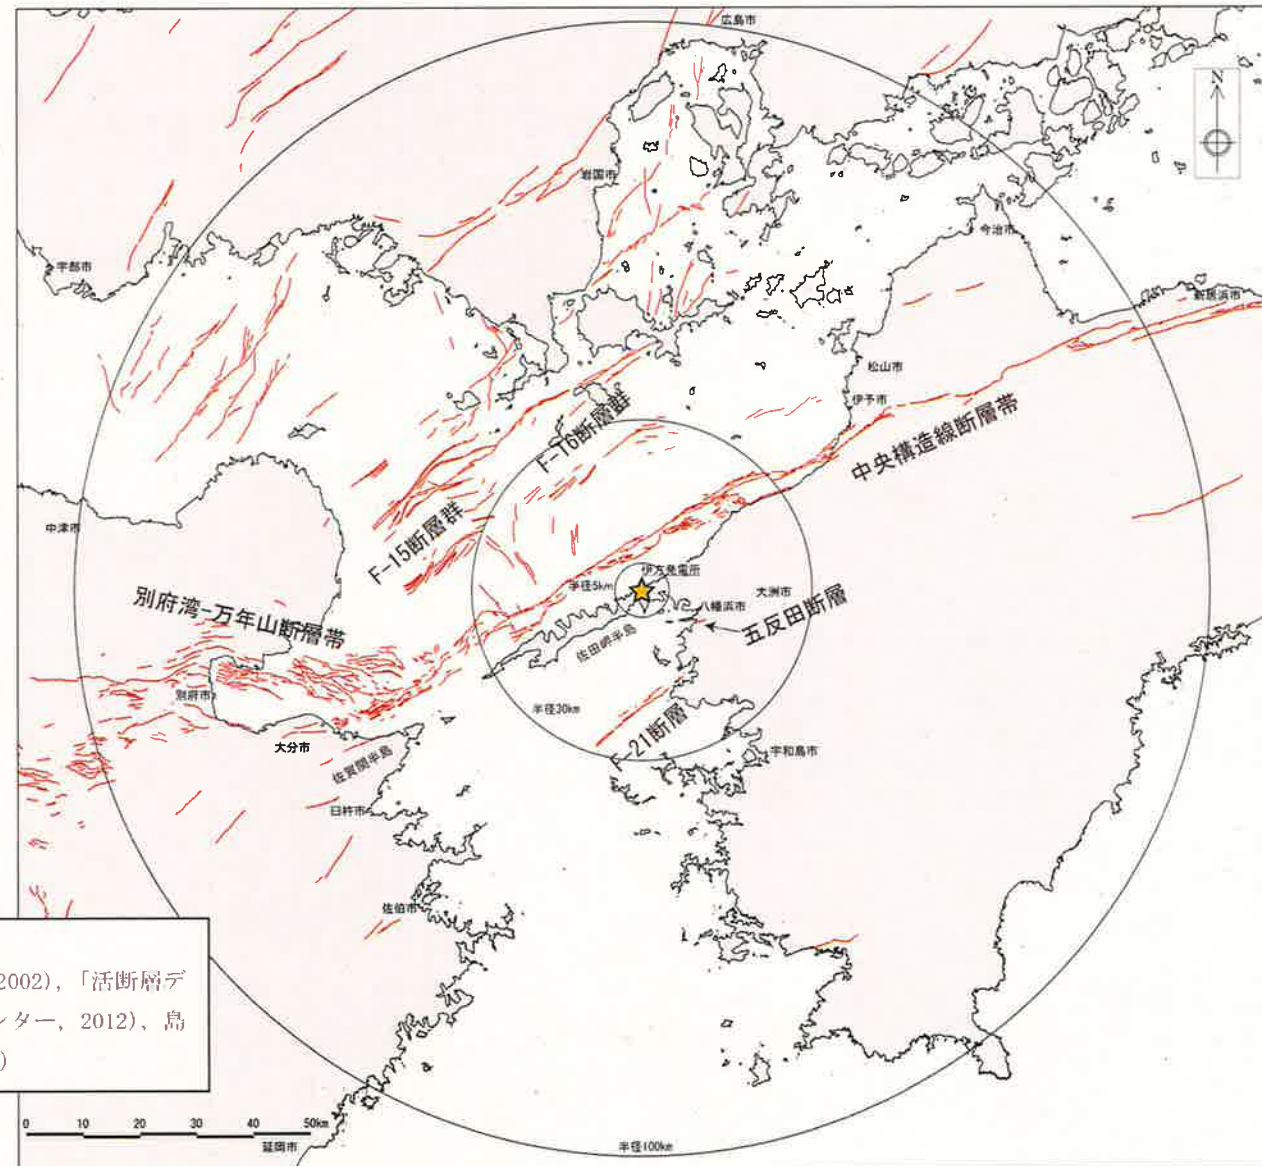 広島市
N
岩国市
今治市
宇部市
新居浜市
松山市
伊予市
中央構造線断層帯
F-16断層群
F-15断層群
中津市
別府湾-万年山断層帯
伊方発電所
半径5km
大洲市
八幡浜市
五反田断層
佐田岬半島
別府市
半径30km
-21断層
大分市
宇和島市
佐賀関半島
臼杵市
佐伯市
2002), 「活断層デ
ンター, 2012)、島
)
0 10 20 30 40 50km
延岡市
半径100km